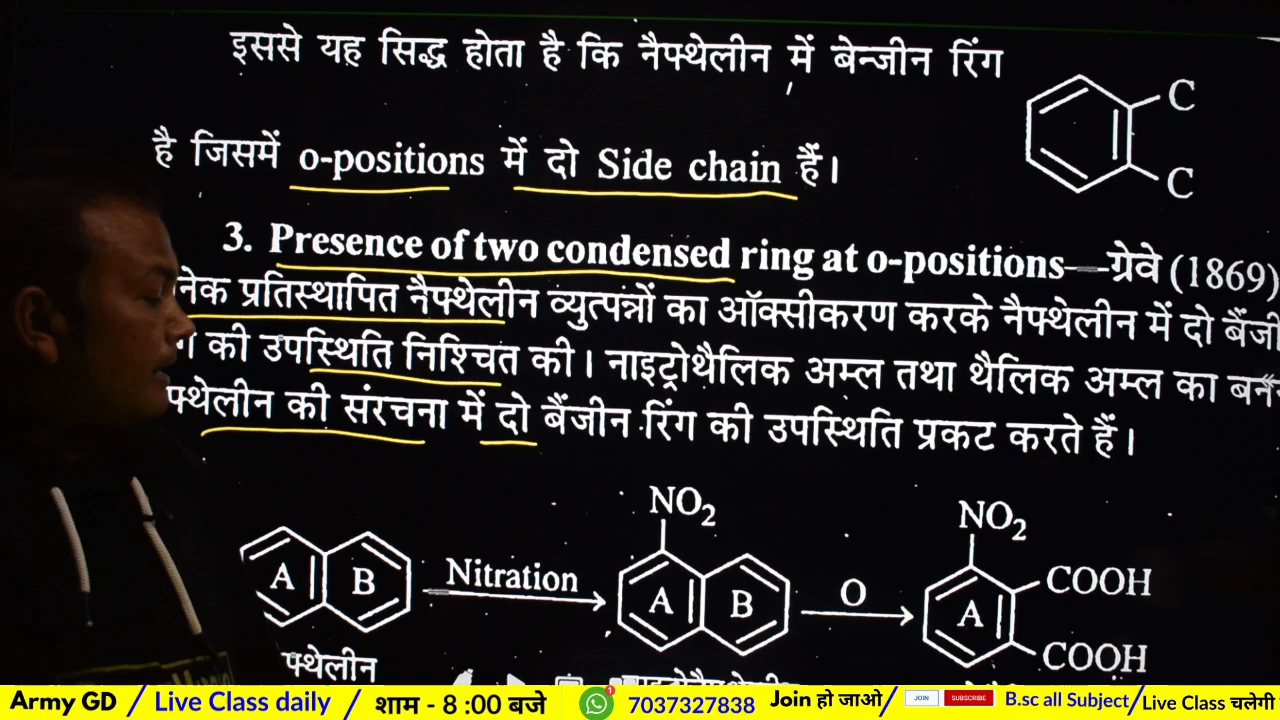 इससे यह सिद्ध होता है कि नैफ्थेलीन में बेन्जीन रिंग
C
C
है जिसमें o-positions में दो Side chain हैं।
3. Presence of two condensed ring at o-positions—ग्रेवे (1869)
प्रतिस्थापित नैफ्थेलीन व्युत्पन्नों का ऑक्सीकरण करके नैफ्थेलीन में दो
की उपस्थिति निश्चित की। नाइट्रोथैलिक अम्ल तथा थैलिक अम्ल का
की संरचना में दो बैंजीन रिंग की उपस्थिति प्रकट करते हैं।
NO2 NO2
A B Nitration A B O A COOH
COOH
Army GD / Live Class daily / शाम - 8 :00 बजे 1 7037327838 Join हो जाओ/ JOIN SUBSCRIBE B.sc all Subject/Live Class चलेगी